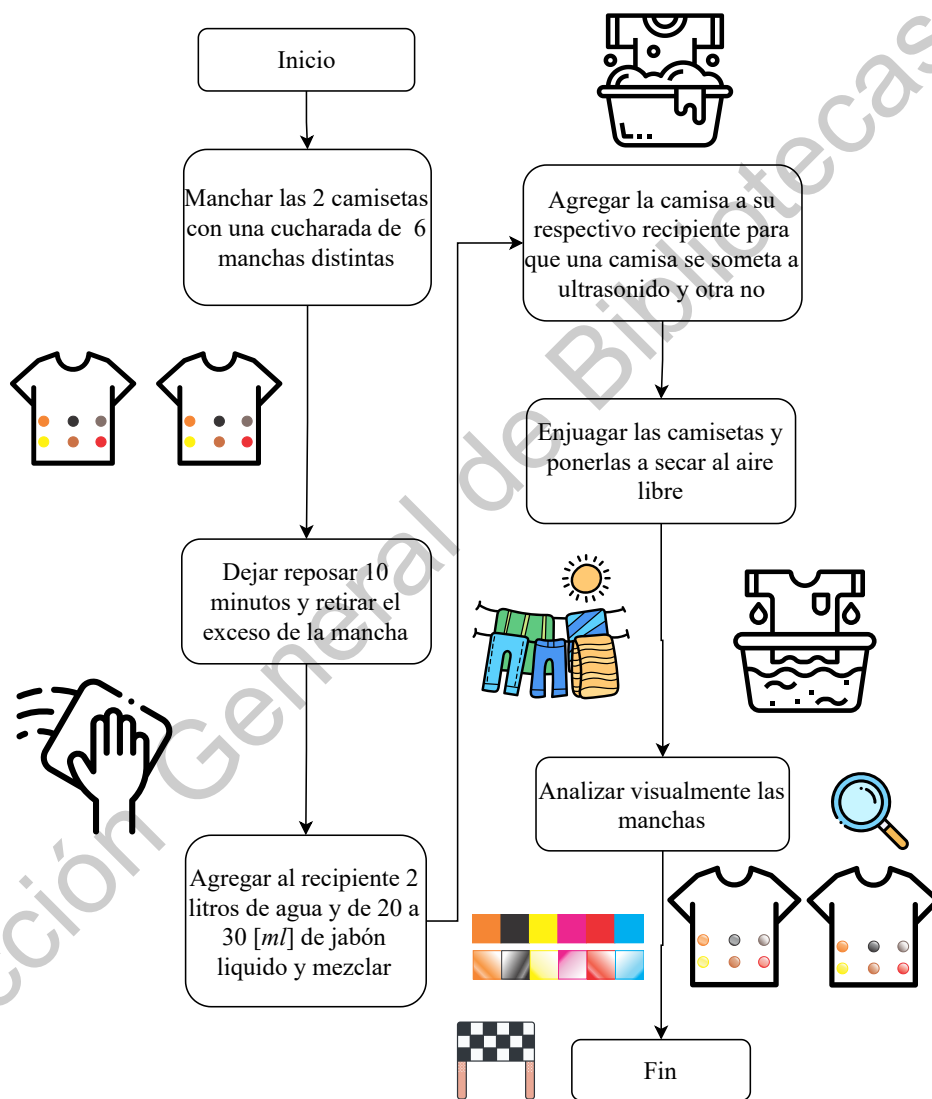 Inicio
Manchar las 2 camisetas
con una cucharada de 6
manchas distintas
Dejar reposar 10
minutos y retirar el
exceso de la mancha
Agregar al recipiente 2
litros de agua y de 20 a
30 [ml] de jabón
liquido y mezclar
Agregar la camisa a su
respectivo recipiente para
que una camisa se someta a
ultrasonido y otra no
Enjuagar las camisetas y
ponerlas a secar al aire
libre
Analizar visualmente las
manchas
Fin
cción General de Bibliotecas